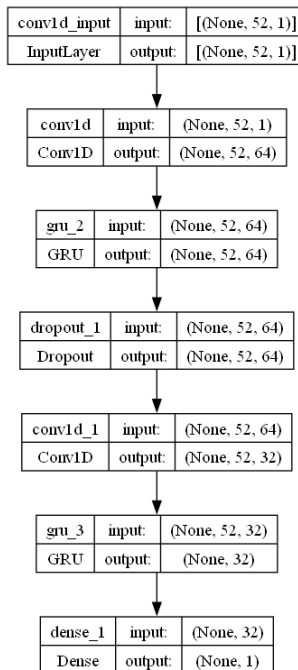 conv1d_input input: [(None, 52, 1)]
InputLayer output: [(None, 52, 1)]
conv1d input: (None, 52, 1)
Conv1D output: (None, 52, 64)
gru_2 input: (None, 52, 64)
GRU output: (None, 52, 64)
dropout_1 input: (None, 52, 64)
Dropout output: (None, 52, 64)
conv1d_1 input: (None, 52, 64)
Conv1D output: (None, 52, 32)
gru_3 input: (None, 52, 32)
GRU output: (None, 32)
dense_1 input: (None, 32)
Dense output: (None, 1)